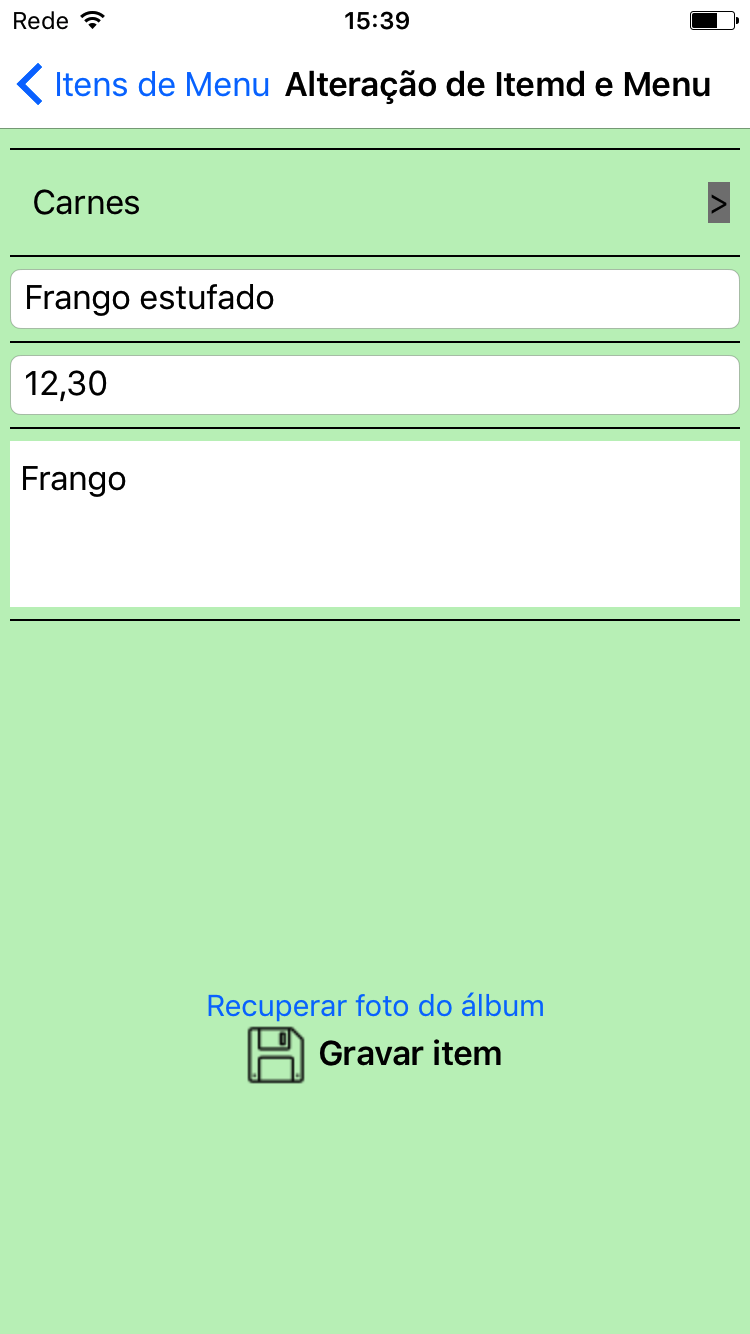 Rede 15:39
Itens de Menu Alteração de Itemd e Menu
Carnes >
Frango estufado
12,30
Frango
Recuperar foto do álbum
Gravar item